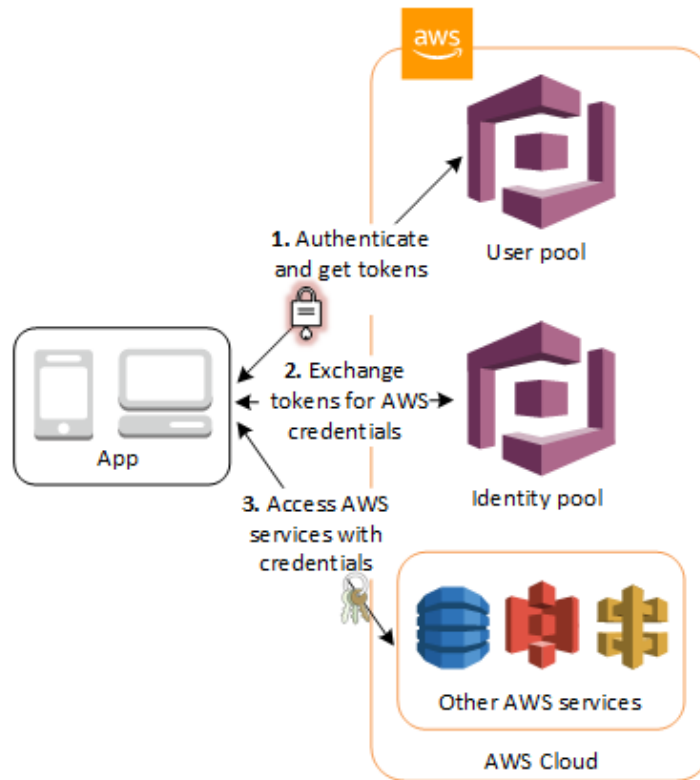 aws
1. Authenticate
and get tokens
User pool
2. Exchange
tokens for AWS
credentials
App
Identity pool
3. Access AWS
services with
credentials
Other AWS services
AWS Cloud